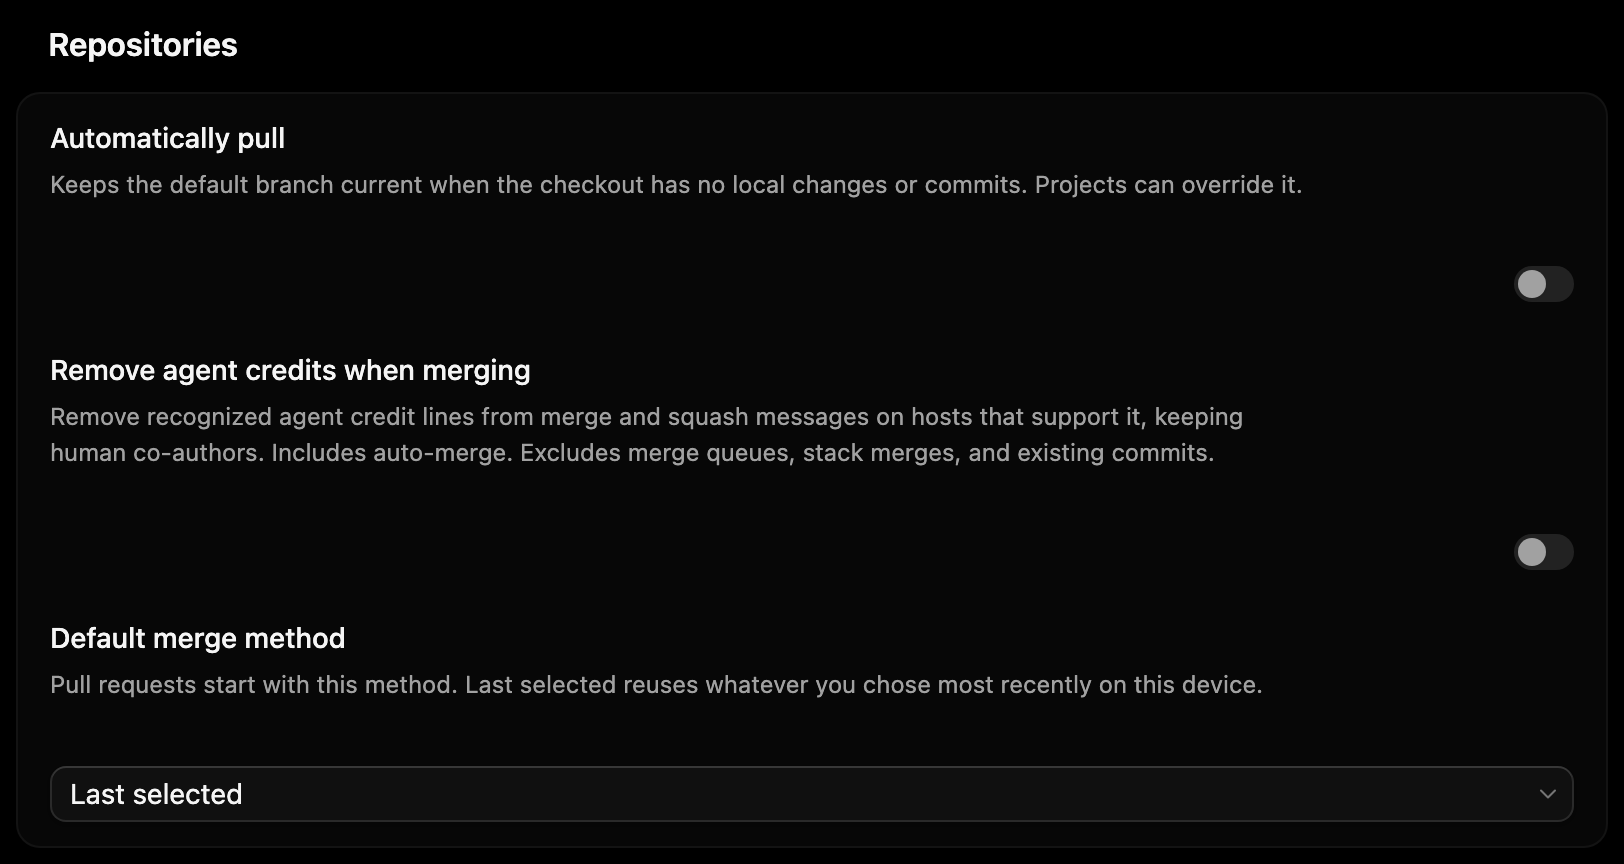 Repositories
Automatically pull
Keeps the default branch current when the checkout has no local changes or commits. Projects can override it.
Remove agent credits when merging
Remove recognized agent credit lines from merge and squash messages on hosts that support it, keeping
human co-authors. Includes auto-merge. Excludes merge queues, stack merges, and existing commits.
Default merge method
Pull requests start with this method. Last selected reuses whatever you chose most recently on this device.
Last selected